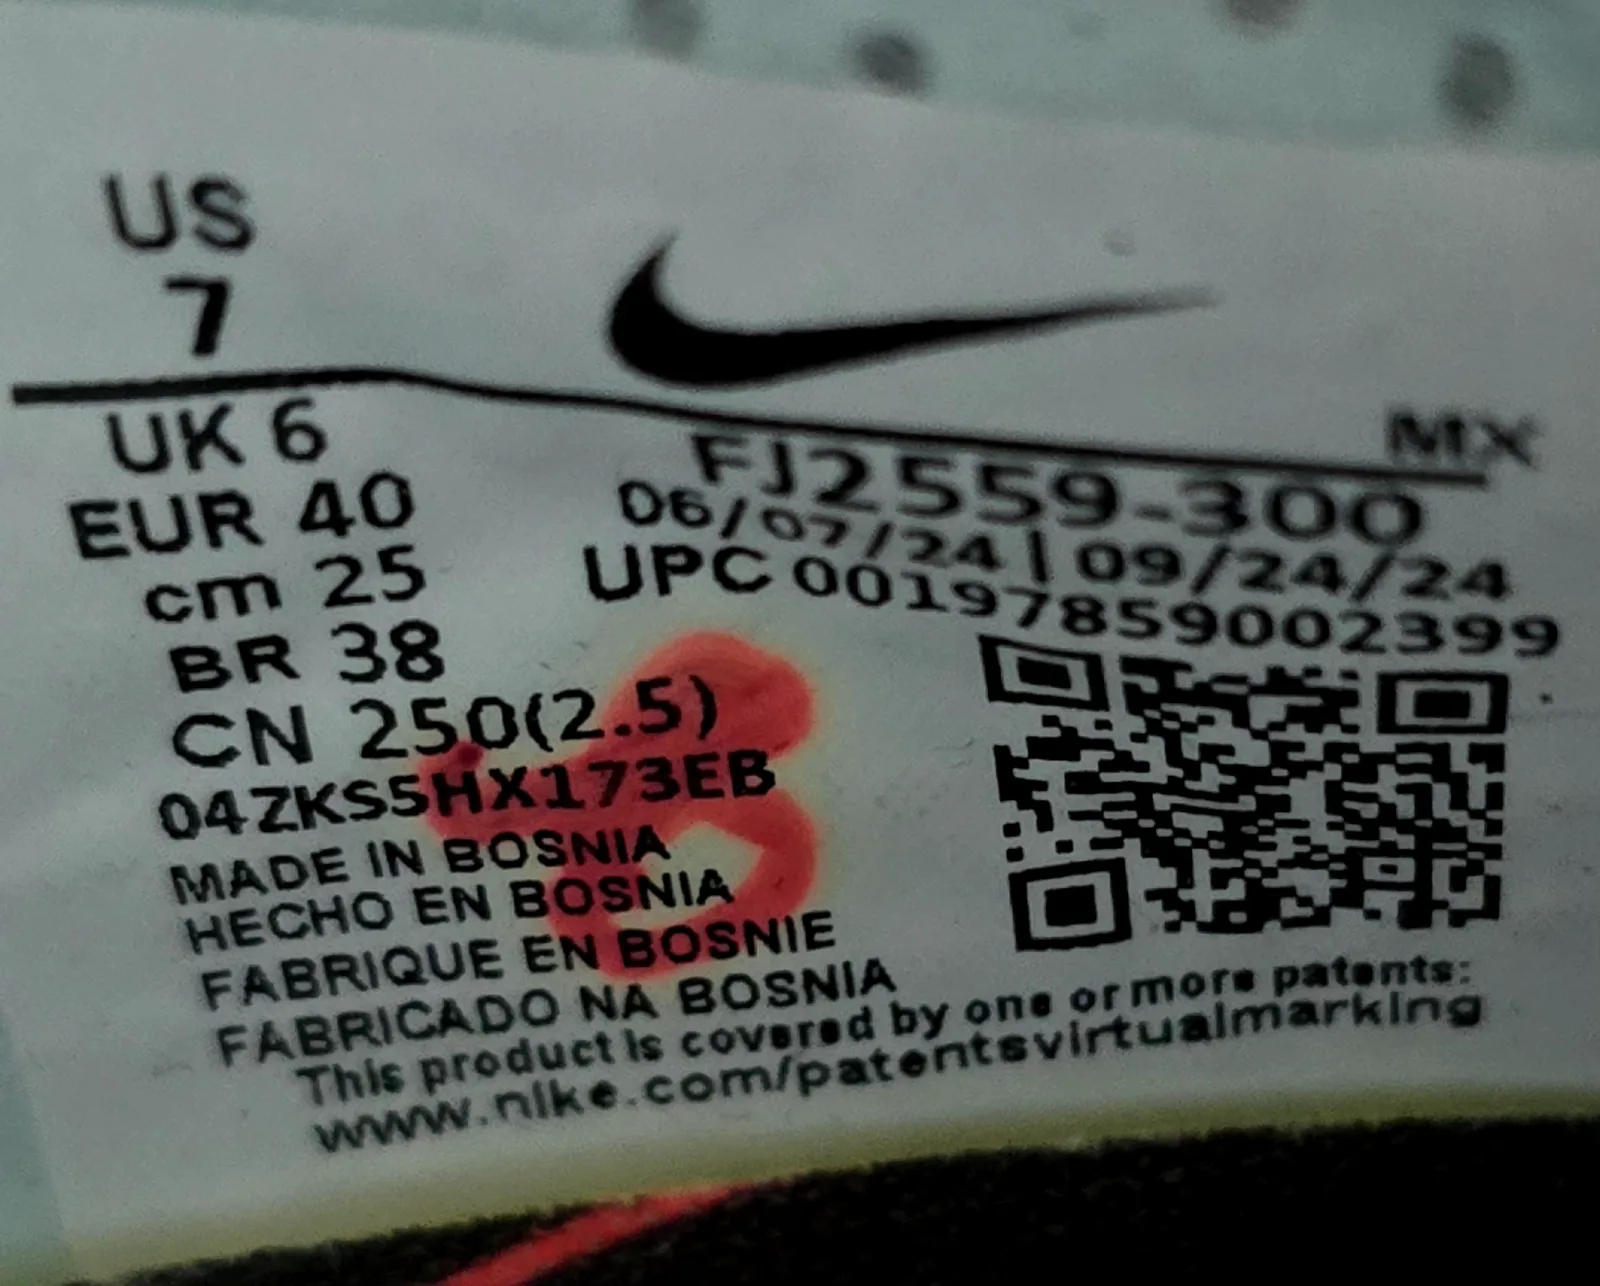 US
7
UK 6
EUR 40
cm 25
BR 38
CN 250(2.5)
04ZKS5HX173EB
MADE IN BOSNIA
HECHO EN BOSNIA
FABRIQUE EN BOSNIE
FABRICADO NA BOSNIA
This product is covered by one or more patents:
www.nike.com/patentsvirtualmarking
MX
FJ2559-300
06/07/24 | 09/24/24
UPC 00197859002399